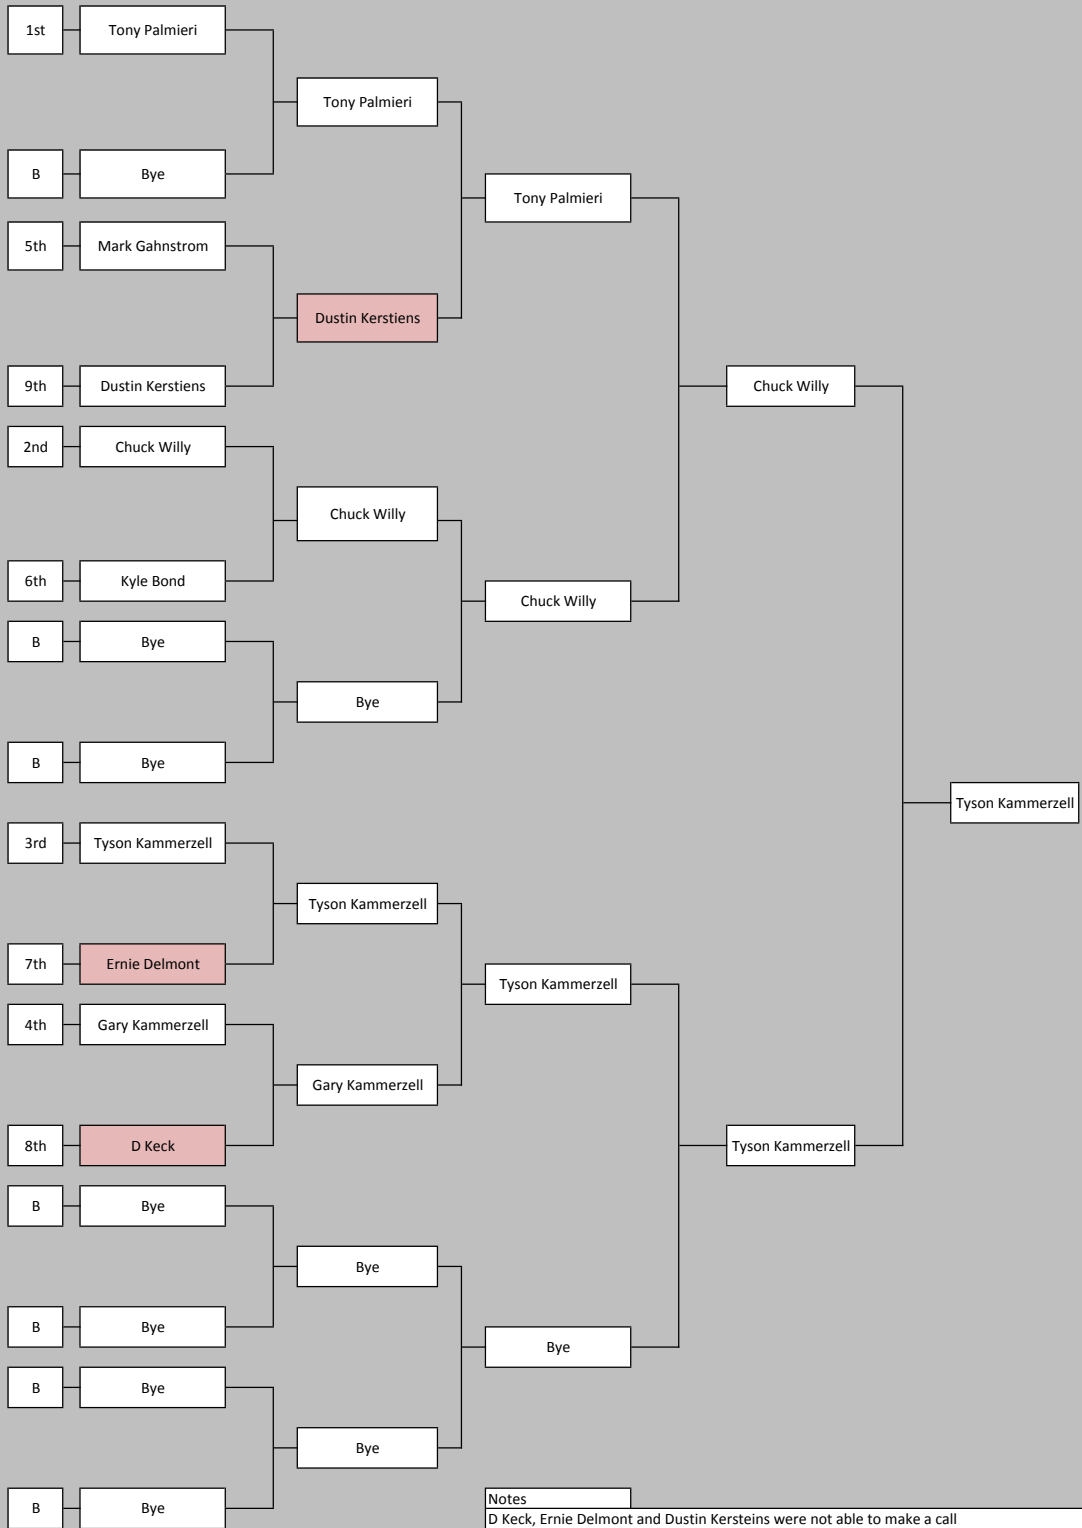 1st Tony Palmieri
Tony Palmieri
B Bye
Tony Palmieri
5th Mark Gahnstrom
Dustin Kerstiens
9th Dustin Kerstiens
Chuck Willy
2nd Chuck Willy
Chuck Willy
6th Kyle Bond
Chuck Willy
B Bye
Bye
B Bye
Tyson Kammerzell
3rd Tyson Kammerzell
Tyson Kammerzell
7th Ernie Delmont
Tyson Kammerzell
4th Gary Kammerzell
Gary Kammerzell
8th D Keck
Tyson Kammerzell
B Bye
Bye
B Bye
Bye
B Bye
Bye
B Bye
Notes
D Keck, Ernie Delmont and Dustin Kersteins were not able to make a call